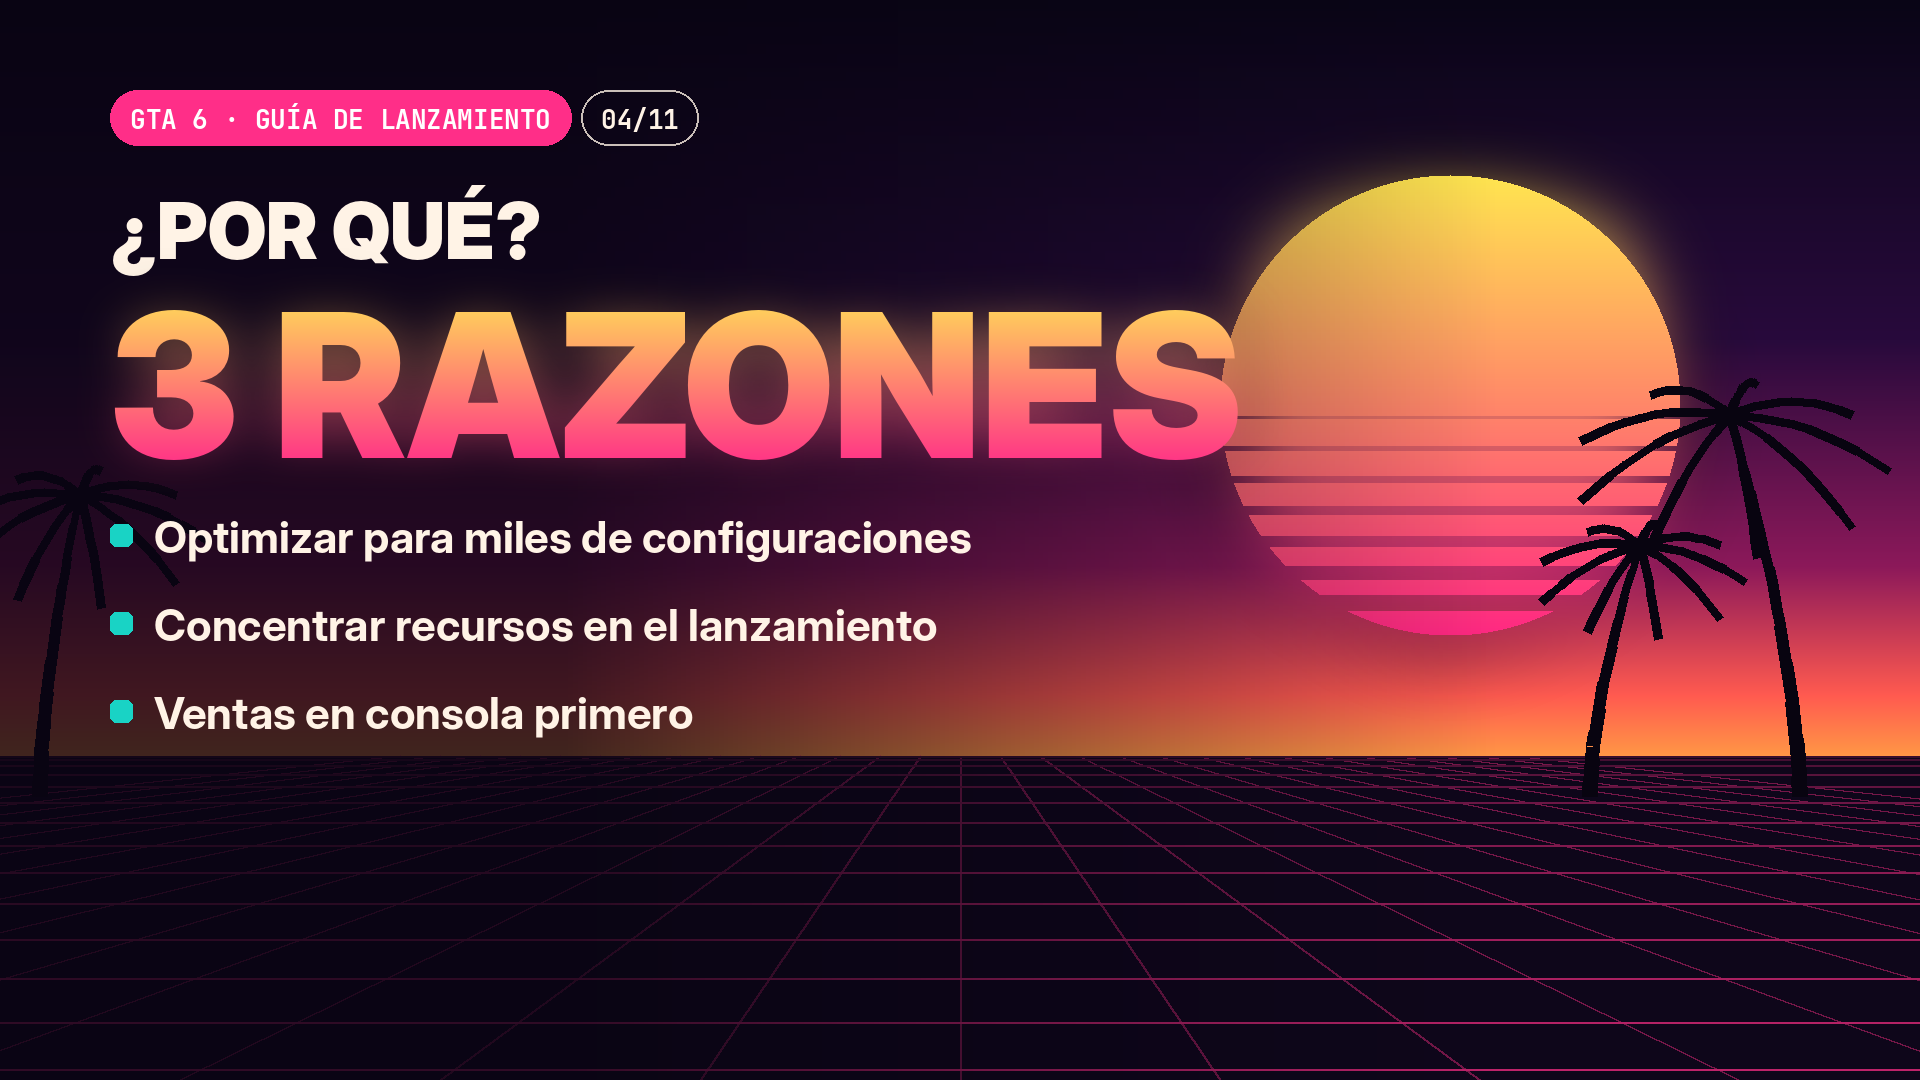 GTA 6 · GUÍA DE LANZAMIENTO 04/11
¿POR QUÉ?
3 RAZONES
Optimizar para miles de configuraciones
Concentrar recursos en el lanzamiento
Ventas en consola primero